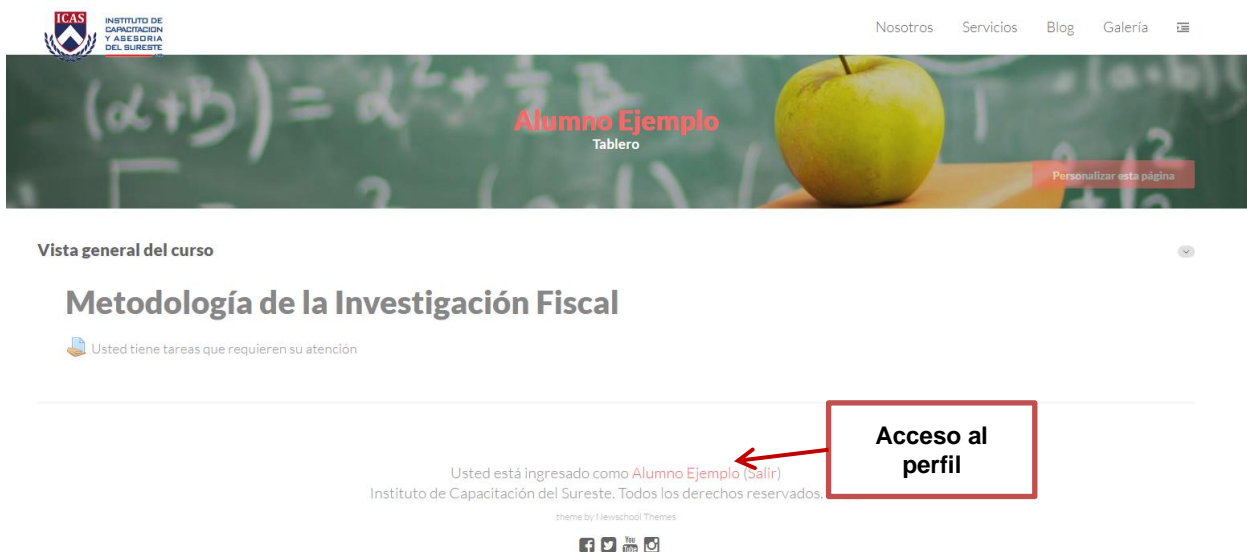 ICAS
INSTITUTO DE
CAPACITACION
Y ASESORIA
DEL SURESTE
Nosotros Servicios Blog Galería
(α+B) = α² +
Alumno Ejemplo
Tablero
Personalizar esta página
Vista general del curso
Metodología de la Investigación Fiscal
Usted tiene tareas que requieren su atención
Acceso al
perfil
Usted está ingresado como Alumno Ejemplo (Salir)
Instituto de Capacitación del Sureste. Todos los derechos reservados.
theme by Newschool Themes
You